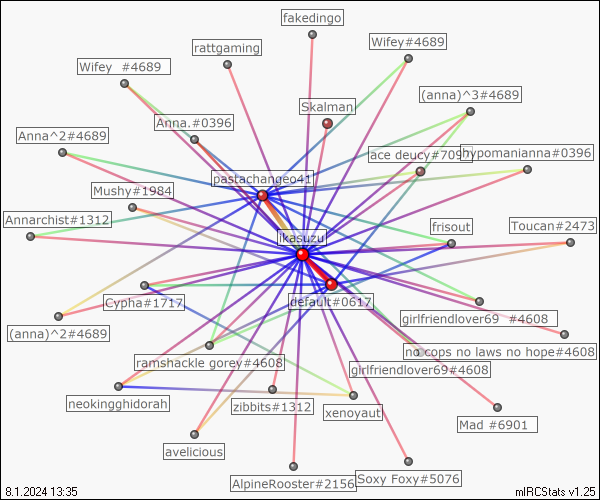 fakedingo
Wifey#4689
rattgaming
Wifey  #4689
(anna)^3#4689
Skalman
Anna.#0396
Anna^2#4689
ace deucy#709
hypomanianna#0396
pastachangeo41
Mushy#1984
Annarchist#1312
frisout
Toucan#2473
ikasuzu
default#0617
Cypha#1717
girlfriendlover69  #4608
(anna)^2#4689
no cops no laws no hope#4608
ramshackle gorey#4608
girlfriendlover69#4608
neokingghidorah
zibbits#1312
xenoyaut
Mad #6901
avelicious
AlpineRooster#2156
Soxy Foxy#5076
8.1.2024 13:35
mIRCStats v1.25